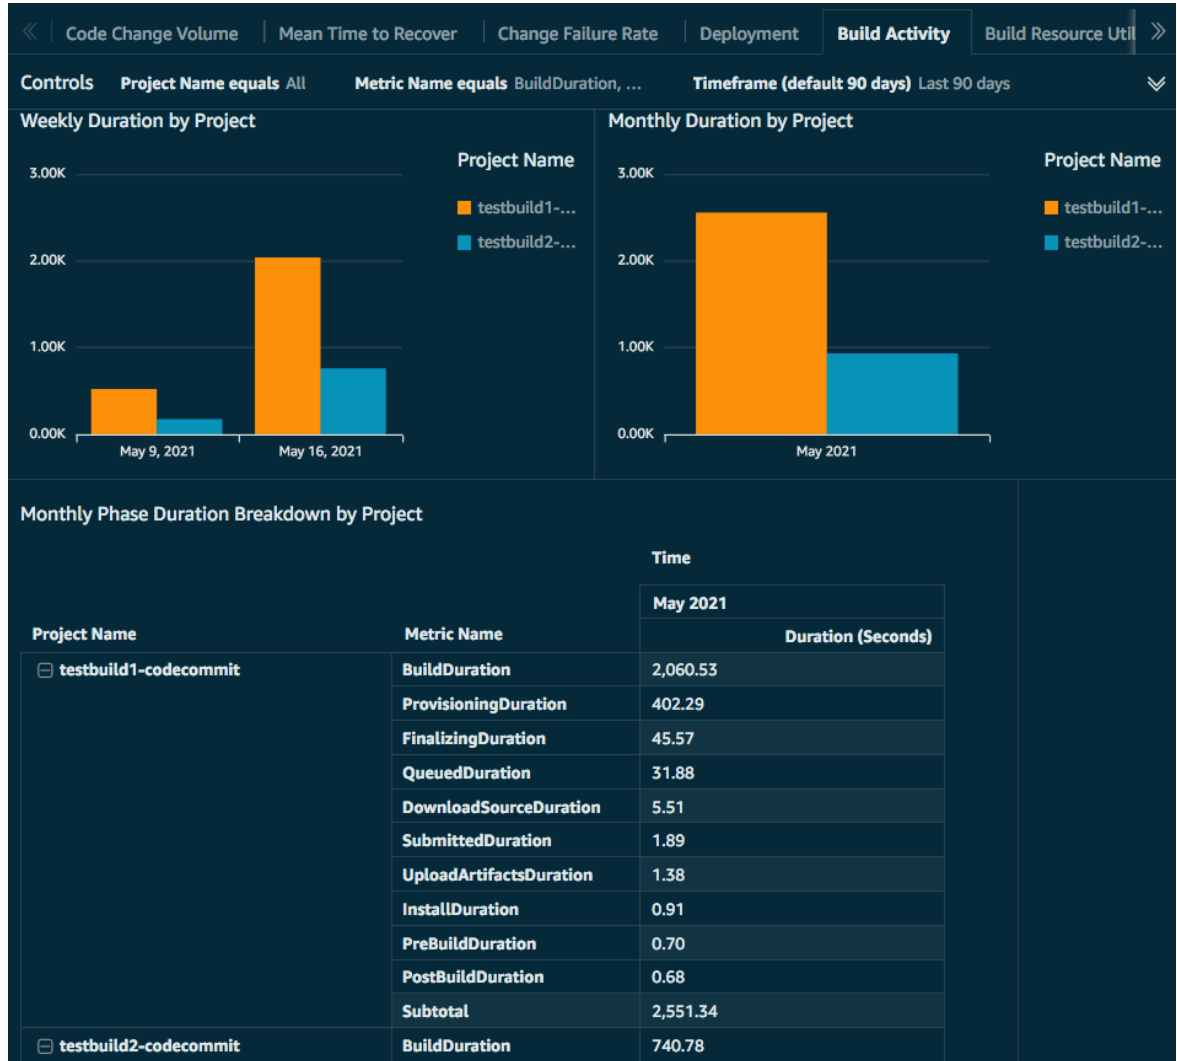 Code Change Volume Mean Time to Recover Change Failure Rate Deployment Build Activity Build Resource Util
Controls Project Name equals All Metric Name equals BuildDuration, ... Timeframe (default 90 days) Last 90 days
Weekly Duration by Project
Project Name
3.00K
testbuild1-...
testbuild2-...
2.00K
1.00K
0.00K
May 9, 2021 May 16, 2021
Monthly Duration by Project
Project Name
3.00K
testbuild1-...
testbuild2-...
2.00K
1.00K
0.00K
May 2021
Monthly Phase Duration Breakdown by Project
Time
May 2021
Project Name Metric Name Duration (Seconds)
testbuild1-codecommit BuildDuration 2,060.53
ProvisioningDuration 402.29
FinalizingDuration 45.57
QueuedDuration 31.88
DownloadSourceDuration 5.51
SubmittedDuration 1.89
UploadArtifactsDuration 1.38
InstallDuration 0.91
PreBuildDuration 0.70
PostBuildDuration 0.68
Subtotal 2,551.34
testbuild2-codecommit BuildDuration 740.78